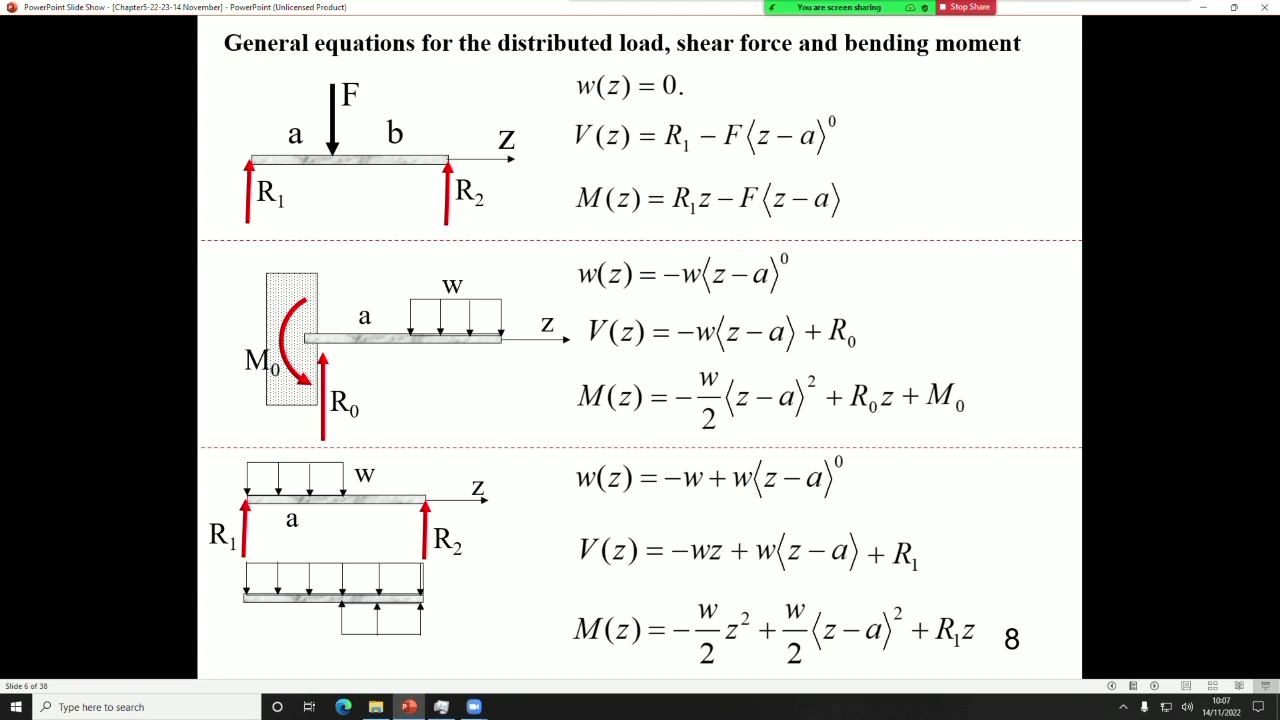 PowerPoint Slide Show - [Chapter5-22-23-14 November] - PowerPoint (Unlicensed Product)
You are screen sharing
Stop Share
General equations for the distributed load, shear force and bending moment
F
a b z
R₁ R₂
w(z) = 0.
V(z) = R₁ − F⟨z − a⟩⁰
M(z) = R₁z − F⟨z − a⟩
w
a z
M₀
R₀
w(z) = −w⟨z − a⟩⁰
V(z) = −w⟨z − a⟩ + R₀
M(z) = −w/2⟨z − a⟩² + R₀z + M₀
w z
a
R₁ R₂
w(z) = −w + w⟨z − a⟩⁰
V(z) = −wz + w⟨z − a⟩ + R₁
M(z) = −w/2 z² + w/2⟨z − a⟩² + R₁z
8
Slide 6 of 38
Type here to search
10:07
14/11/2022